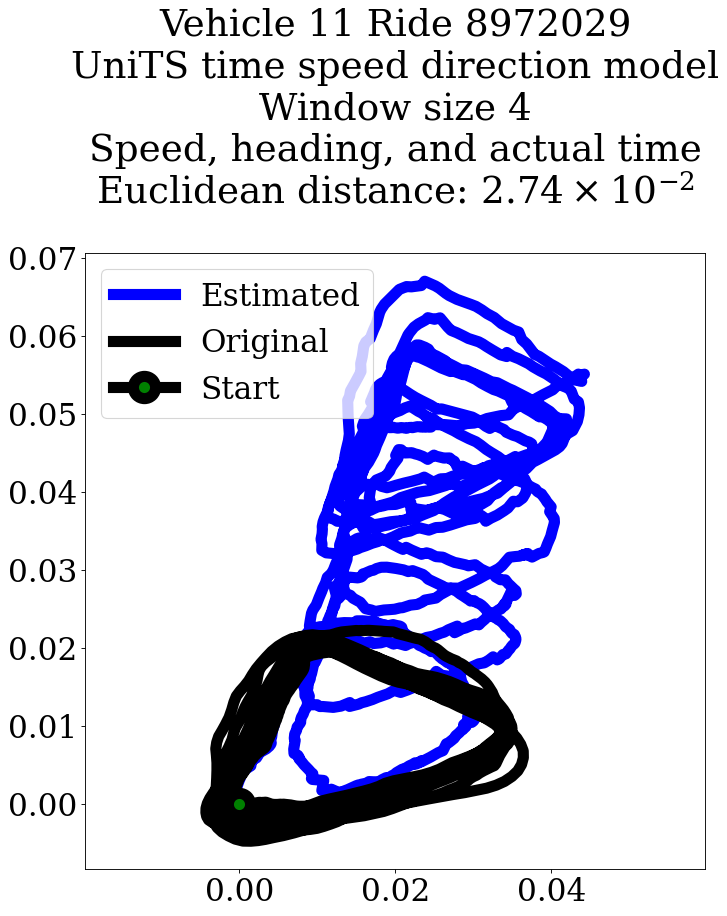 Vehicle 11 Ride 8972029
UniTS time speed direction model
Window size 4
Speed, heading, and actual time
Euclidean distance: 2.74 × 10⁻²
0.07
0.06
0.05
0.04
0.03
0.02
0.01
0.00
Estimated
Original
Start
0.00 0.02 0.04